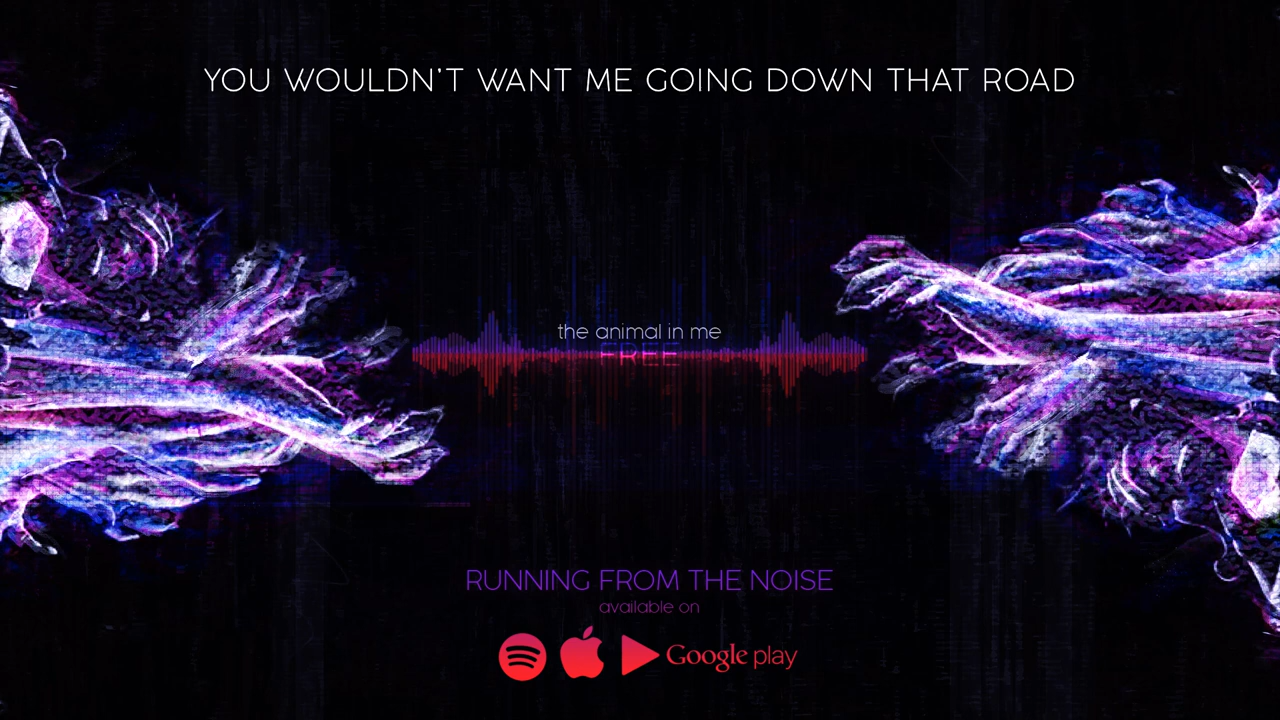 YOU WOULDN'T WANT ME GOING DOWN THAT ROAD
the animal in me
FREE
RUNNING FROM THE NOISE
available on
Google play